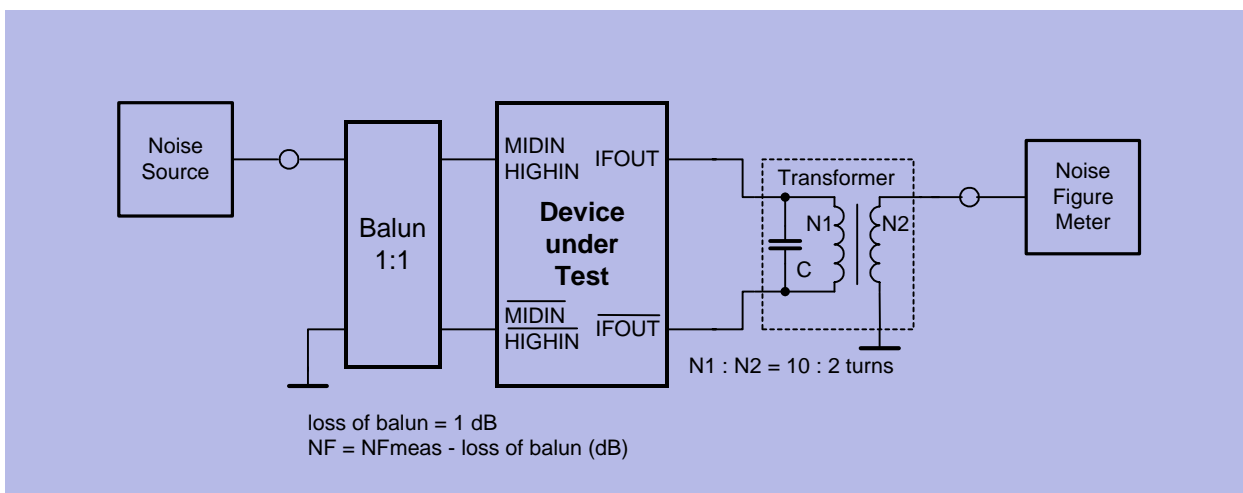 Noise
Source
Balun
1:1
MIDIN
HIGHIN
IFOUT
Device
under
Test
MIDIN
HIGHIN
IFOUT
Transformer
N1
N2
C
Noise
Figure
Meter
N1 : N2 = 10 : 2 turns
loss of balun = 1 dB
NF = NFmeas - loss of balun (dB)